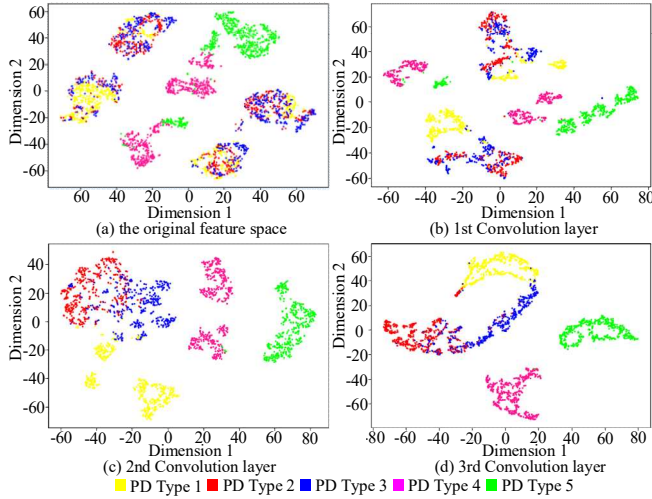 60
40
20
0
-20
-40
-60
Dimension 2
60 40 20 0 20 40 60
Dimension 1
(a) the original feature space
60
40
20
0
-20
-40
-60
Dimension 2
-60 -40 -20 0 20 40 60 80
Dimension 1
(b) 1st Convolution layer
40
20
0
-20
-40
-60
Dimension 2
-60 -40 -20 0 20 40 60 80
Dimension 1
(c) 2nd Convolution layer
60
40
20
0
-20
-40
-60
Dimension 2
-80 -60 -40 -20 0 20 40 60 80
Dimension 1
(d) 3rd Convolution layer
PD Type 1 PD Type 2 PD Type 3 PD Type 4 PD Type 5